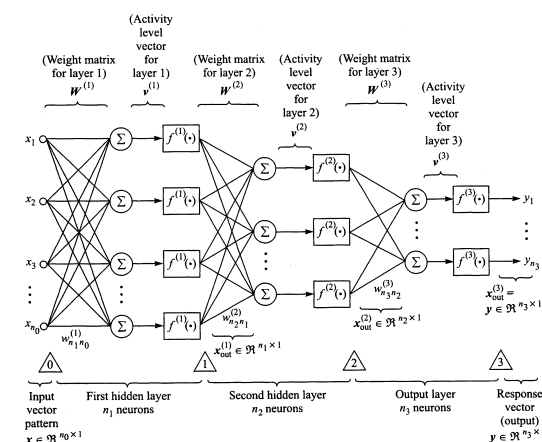 (Weight matrix
for layer 1)
W^(1)
(Activity
level
vector
for
layer 1)
v^(1)
(Weight matrix
for layer 2)
W^(2)
(Activity
level
vector
for
layer 2)
v^(2)
(Weight matrix
for layer 3)
W^(3)
(Activity
level
vector
for
layer 3)
v^(3)
x_1 Σ f^(1)(•)
x_2 Σ f^(1)(•)
x_3 Σ f^(1)(•)
x_{n_0} Σ f^(1)(•)
Σ f^(2)(•)
Σ f^(2)(•)
Σ f^(2)(•)
Σ f^(3)(•) y_1
Σ f^(3)(•) y_{n_3}
w^(1)_{n_1 n_0}
w^(2)_{n_2 n_1}
w^(3)_{n_3 n_2}
x^(1)_out ∈ ℜ^{n_1 × 1}
x^(2)_out ∈ ℜ^{n_2 × 1}
x^(3)_out =
y ∈ ℜ^{n_3 × 1}
0 1 2 3
Input
vector
pattern
x ∈ ℜ^{n_0 × 1}
First hidden layer
n_1 neurons
Second hidden layer
n_2 neurons
Output layer
n_3 neurons
Response
vector
(output)
y ∈ ℜ^{n_3 ×